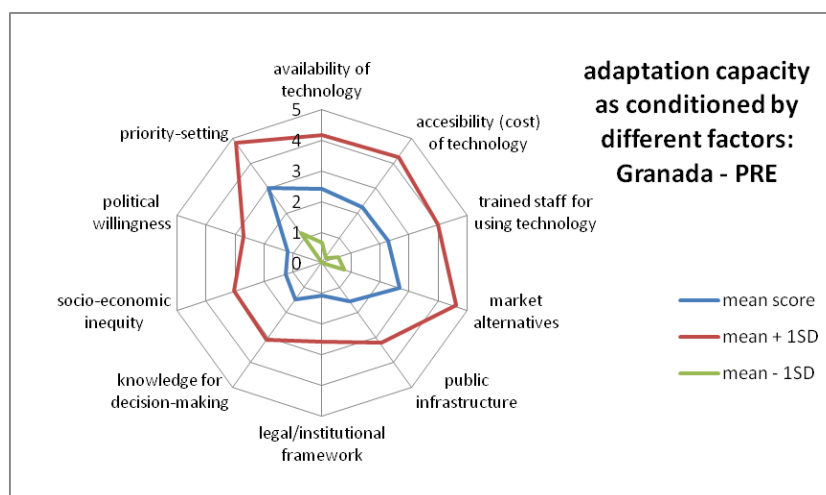 adaptation capacity
as conditioned by
different factors:
Granada - PRE
availability of
technology
accesibility (cost)
of technology
trained staff for
using technology
market
alternatives
public
infrastructure
legal/institutional
framework
knowledge for
decision-making
socio-economic
inequity
political
willingness
priority-setting
5
4
3
2
1
0
mean score
mean + 1SD
mean - 1SD